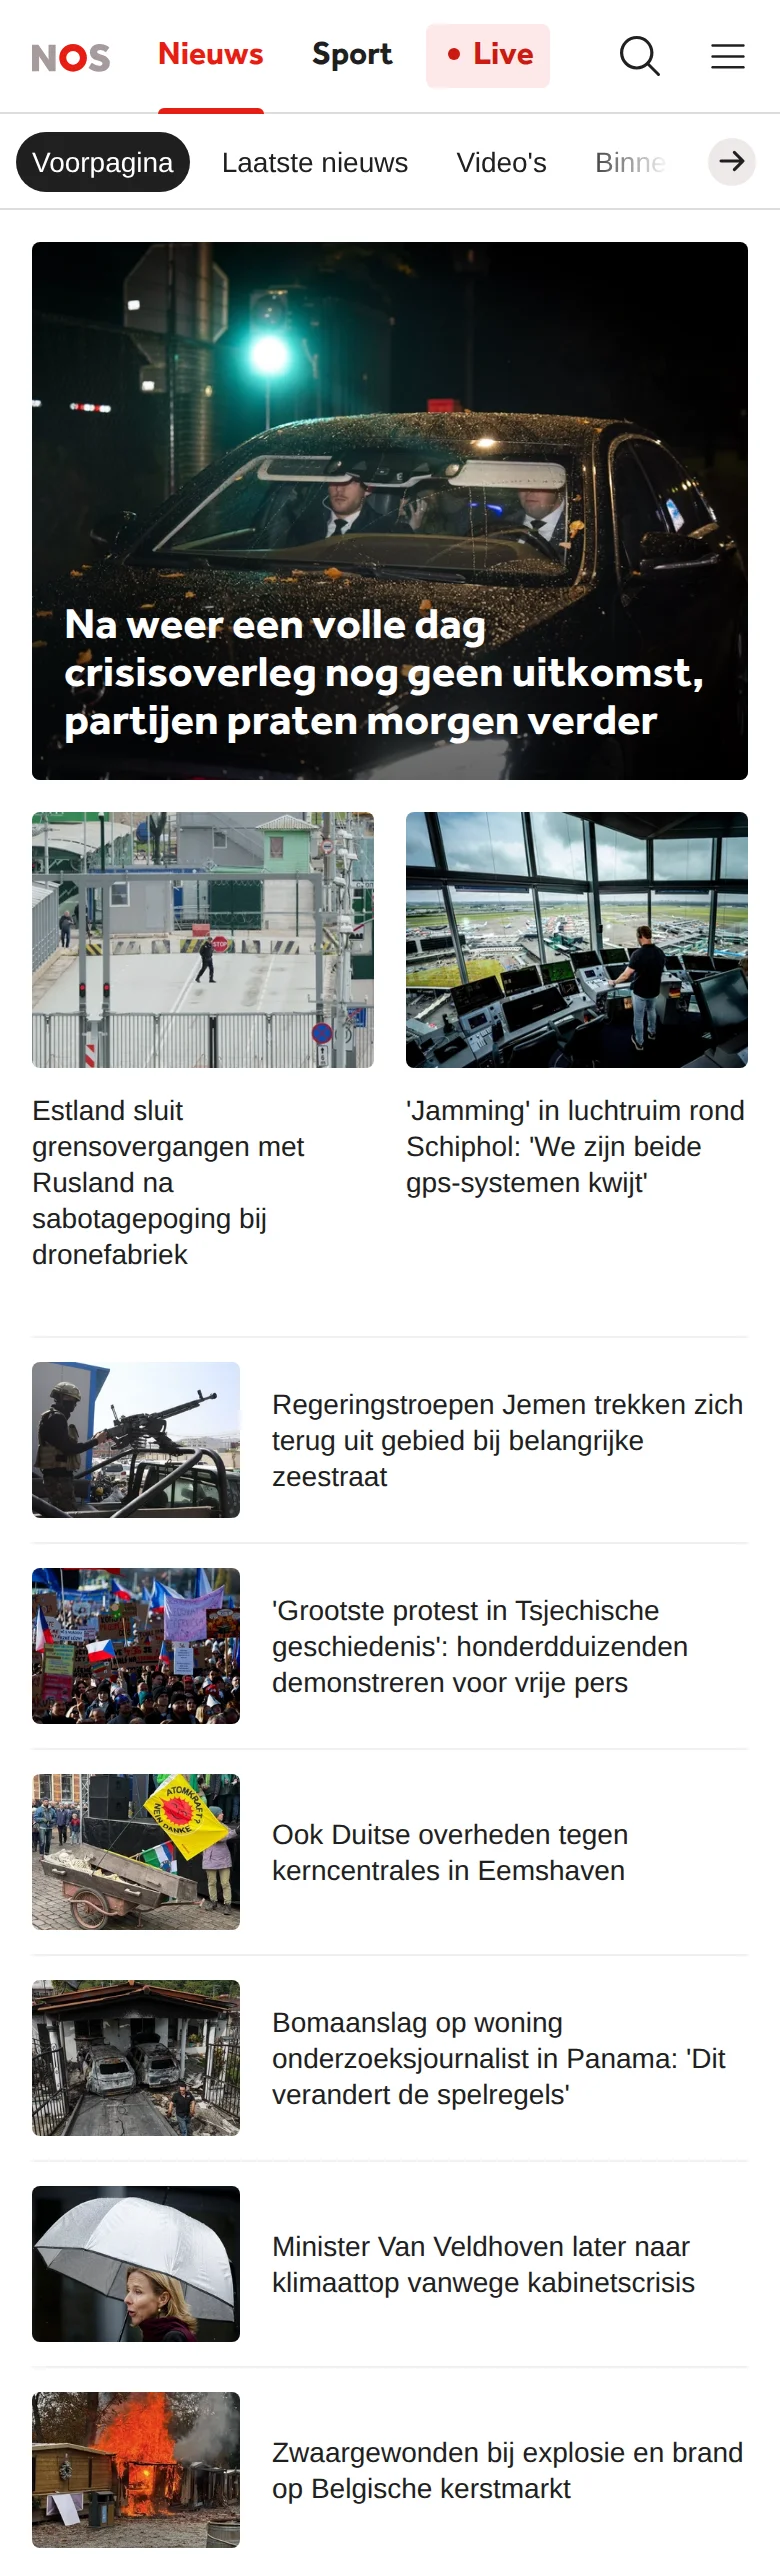 NOS
Nieuws
Sport
Live
Voorpagina
Laatste nieuws
Video's
Binne
Na weer een volle dag
crisisoverleg nog geen uitkomst,
partijen praten morgen verder
STOP
Estland sluit
grensovergangen met
Rusland na
sabotagepoging bij
dronefabriek
'Jamming' in luchtruim rond
Schiphol: 'We zijn beide
gps-systemen kwijt'
Regeringstroepen Jemen trekken zich
terug uit gebied bij belangrijke
zeestraat
'Grootste protest in Tsjechische
geschiedenis': honderdduizenden
demonstreren voor vrije pers
ATOMKRAFT?
NEIN DANKE
Ook Duitse overheden tegen
kerncentrales in Eemshaven
Bomaanslag op woning
onderzoeksjournalist in Panama: 'Dit
verandert de spelregels'
Minister Van Veldhoven later naar
klimaattop vanwege kabinetscrisis
Zwaargewonden bij explosie en brand
op Belgische kerstmarkt